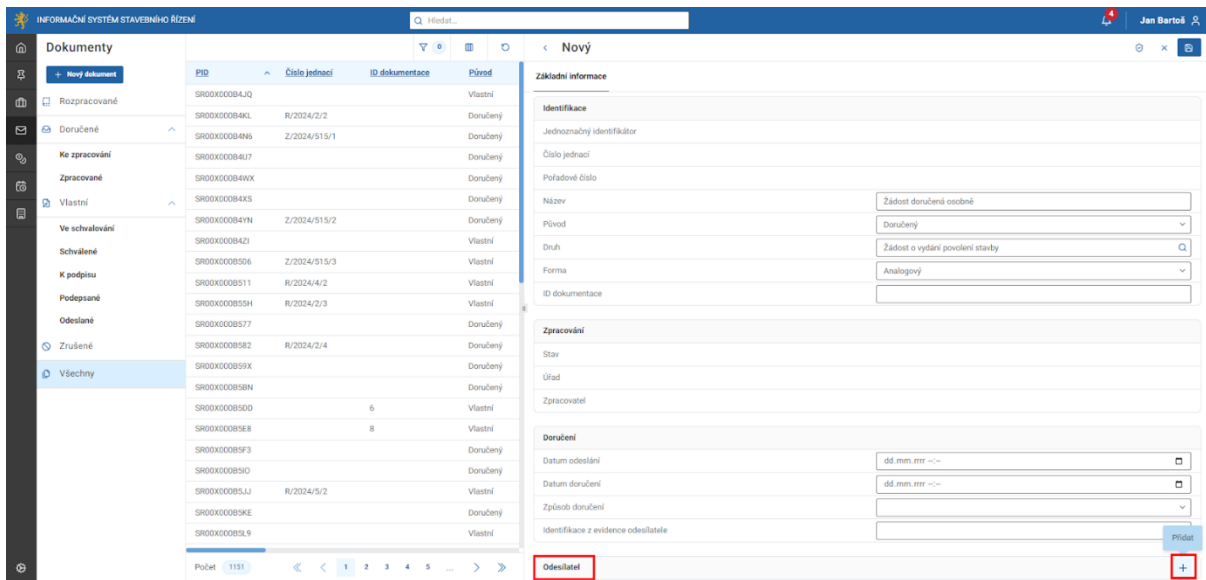 INFORMAČNÍ SYSTÉM STAVEBNÍHO ŘÍZENÍ
Hledat...
4
Jan Bartoš
Dokumenty
+ Nový dokument
Rozpracované
Doručené
Ke zpracování
Zpracované
Vlastní
Ve schvalování
Schválené
K podpisu
Podepsané
Odeslané
Zrušené
Všechny
0
PID Číslo jednací ID dokumentace Původ
SR00X000B4JQ Vlastní
SR00X000B4KL R/2024/2/2 Doručený
SR00X000B4N6 Z/2024/515/1 Doručený
SR00X000B4U7 Doručený
SR00X000B4WX Doručený
SR00X000B4XS Doručený
SR00X000B4YN Z/2024/515/2 Doručený
SR00X000B4ZI Vlastní
SR00X000B506 Z/2024/515/3 Vlastní
SR00X000B511 R/2024/4/2 Vlastní
SR00X000B55H R/2024/2/3 Vlastní
SR00X000B577 Doručený
SR00X000B582 R/2024/2/4 Doručený
SR00X000B59X Doručený
SR00X000B5BN Doručený
SR00X000B5DD 6 Vlastní
SR00X000B5E8 8 Vlastní
SR00X000B5F3 Doručený
SR00X000B5IO Doručený
SR00X000B5JJ R/2024/5/2 Vlastní
SR00X000B5KE Doručený
SR00X000B5L9 Vlastní
Počet 1151
1 2 3 4 5 ...
Nový
Základní informace
Identifikace
Jednoznačný identifikátor
Číslo jednací
Pořadové číslo
Název Žádost doručená osobně
Původ Doručený
Druh Žádost o vydání povolení stavby
Forma Analogový
ID dokumentace
Zpracování
Stav
Úřad
Zpracovatel
Doručení
Datum odeslání dd.mm.rrrr --:--
Datum doručení dd.mm.rrrr --:--
Způsob doručení
Identifikace z evidence odesílatele
Přidat
Odesílatel +